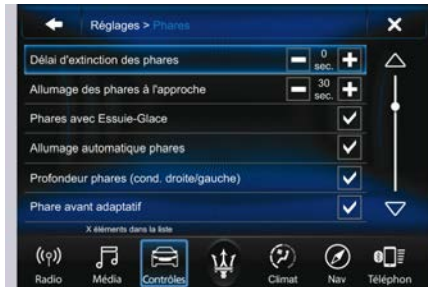 Réglages > Phares
Délai d'extinction des phares 0 sec.
Allumage des phares à l'approche 30 sec.
Phares avec Essuie-Glace
Allumage automatique phares
Profondeur phares (cond. droite/gauche)
Phare avant adaptatif
X éléments dans la liste
Radio Média Contrôles Climat Nav Téléphon